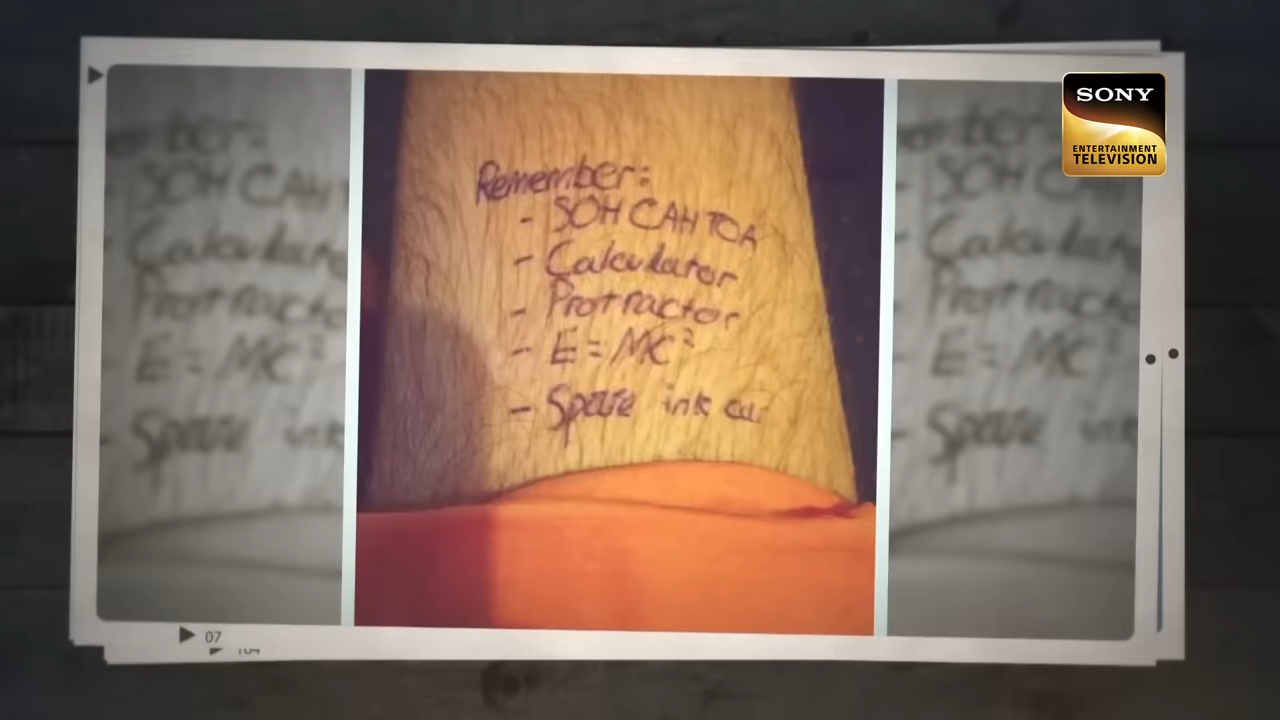 SONY
ENTERTAINMENT
TELEVISION
Remember:
- SOH CAH TOA
- Calculator
- Protractor
- E=MC²
- Spare ink
07